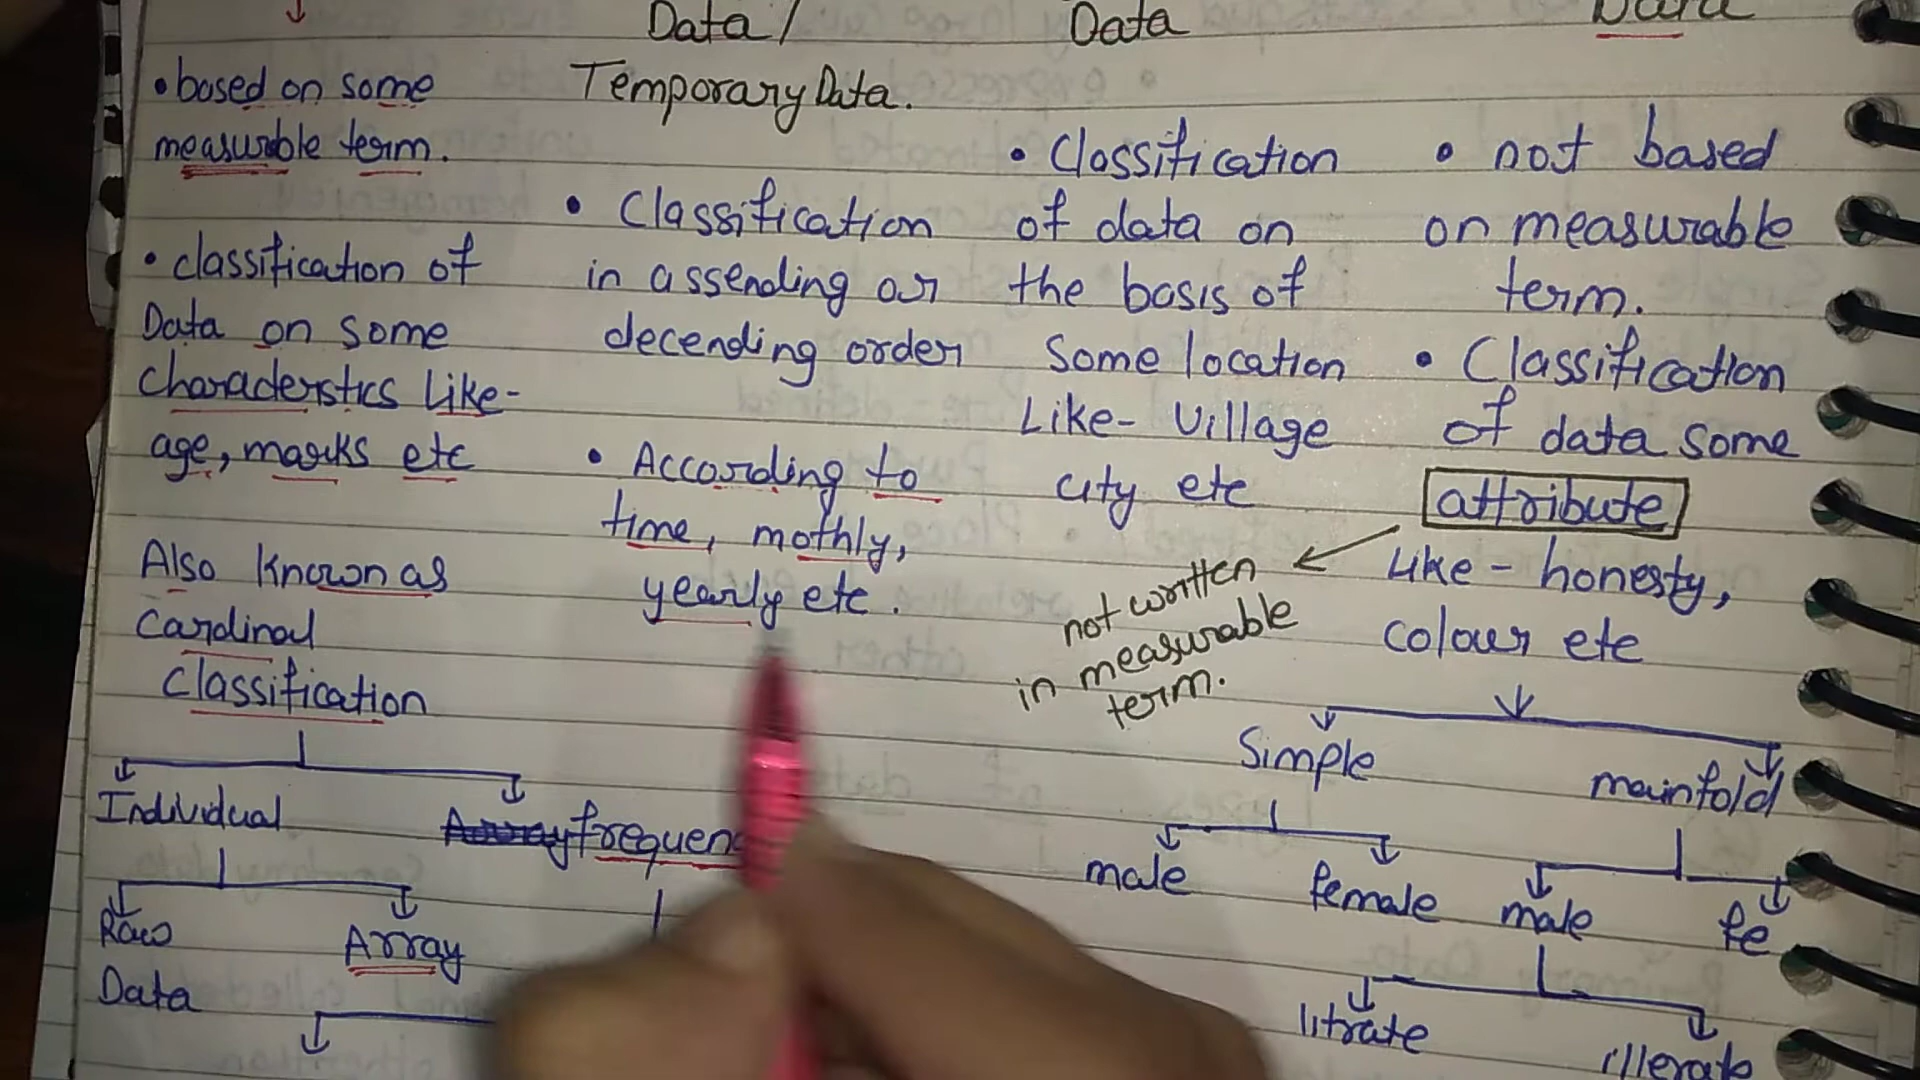 Data /
Temporary Data.
Data
Data
• based on some
measurable term.
• classification of
Data on some
characterstics like-
age, marks etc
Also known as
Cardinal
Classification
Individual
frequenc
Raw
Data
Array
• Classification
in assending or
decending order
• According to
time, mothly,
yearly etc.
• Classification
of data on
the basis of
Some location
Like- Village
city etc
• not based
on measurable
term.
• Classification
of data some
attribute
like - honesty,
colour etc
not written
in measurable
term.
Simple
mainfold
male
female
male
fe
litrate
illerate